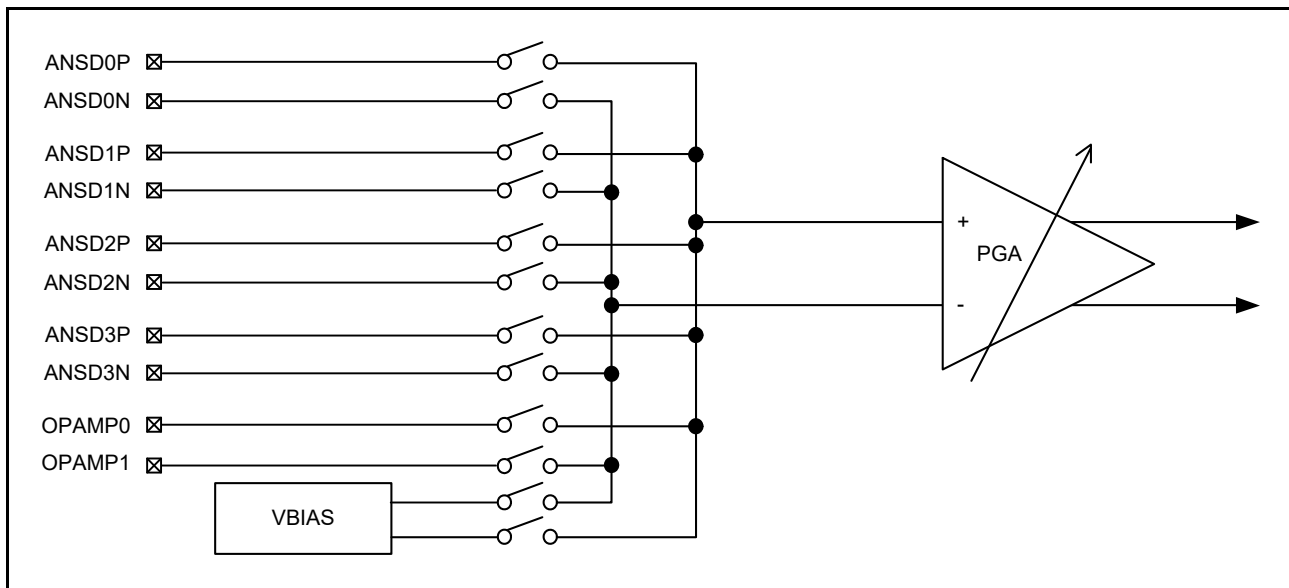 ANSD0P
ANSD0N
ANSD1P
ANSD1N
ANSD2P
+
PGA
ANSD2N
-
ANSD3P
ANSD3N
OPAMP0
OPAMP1
VBIAS